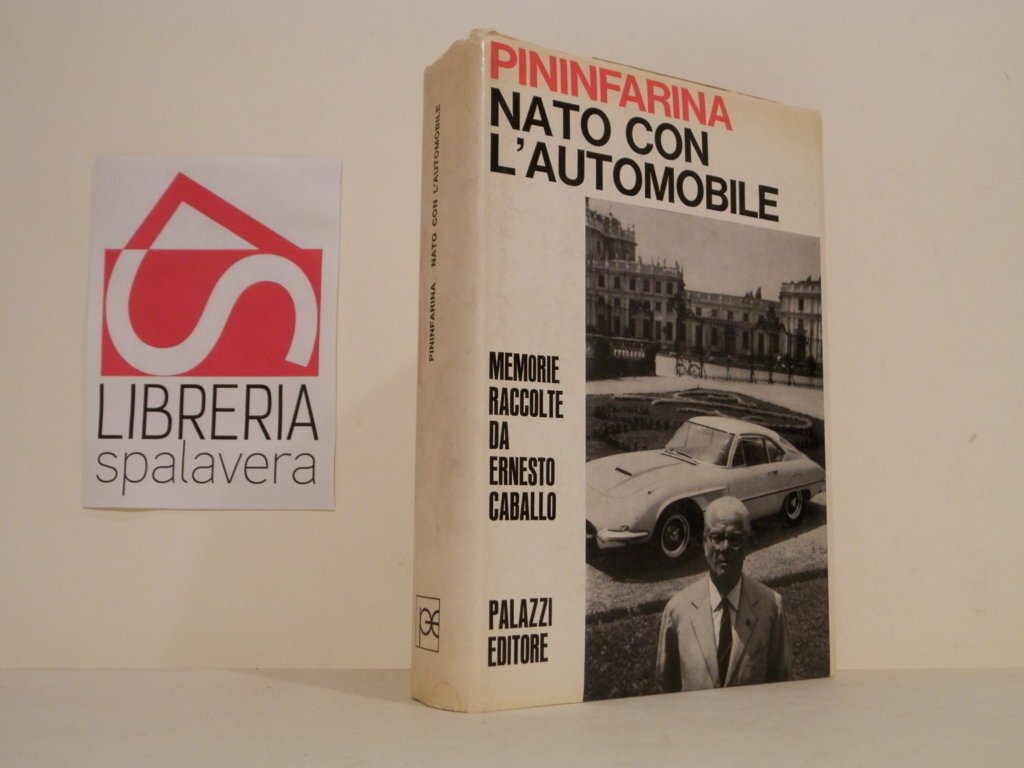 LIBRERIA
spalavera
PININFARINA NATO CON L'AUTOMOBILE
PININFARINA
NATO CON
L'AUTOMOBILE
MEMORIE
RACCOLTE
DA
ERNESTO
CABALLO
PALAZZI
EDITORE